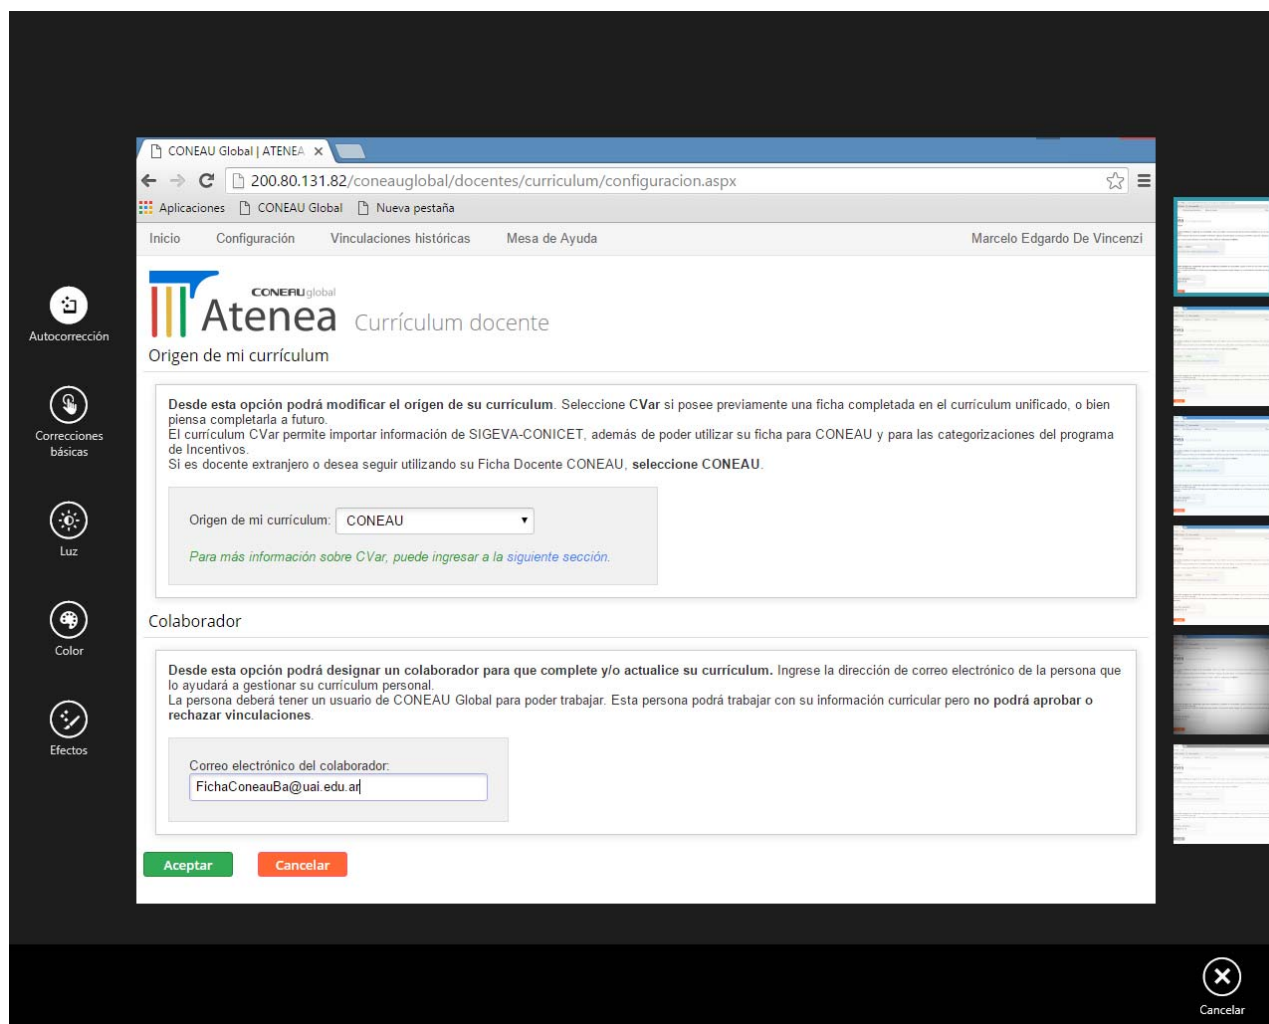 CONEAU Global | ATENEA
200.80.131.82/coneauglobal/docentes/curriculum/configuracion.aspx
Aplicaciones CONEAU Global Nueva pestaña
Inicio Configuración Vinculaciones históricas Mesa de Ayuda Marcelo Edgardo De Vincenzi
CONEAU global
Atenea Currículum docente
Origen de mi currículum
Desde esta opción podrá modificar el origen de su curriculum. Seleccione CVar si posee previamente una ficha completada en el currículum unificado, o bien
piensa completarla a futuro.
El currículum CVar permite importar información de SIGEVA-CONICET, además de poder utilizar su ficha para CONEAU y para las categorizaciones del programa
de Incentivos.
Si es docente extranjero o desea seguir utilizando su Ficha Docente CONEAU, seleccione CONEAU.
Origen de mi currículum: CONEAU
Para más información sobre CVar, puede ingresar a la siguiente sección.
Colaborador
Desde esta opción podrá designar un colaborador para que complete y/o actualice su currículum. Ingrese la dirección de correo electrónico de la persona que
lo ayudará a gestionar su currículum personal.
La persona deberá tener un usuario de CONEAU Global para poder trabajar. Esta persona podrá trabajar con su información curricular pero no podrá aprobar o
rechazar vinculaciones.
Correo electrónico del colaborador:
FichaConeauBa@uai.edu.ar
Aceptar Cancelar
Autocorrección
Correcciones
básicas
Luz
Color
Efectos
Cancelar